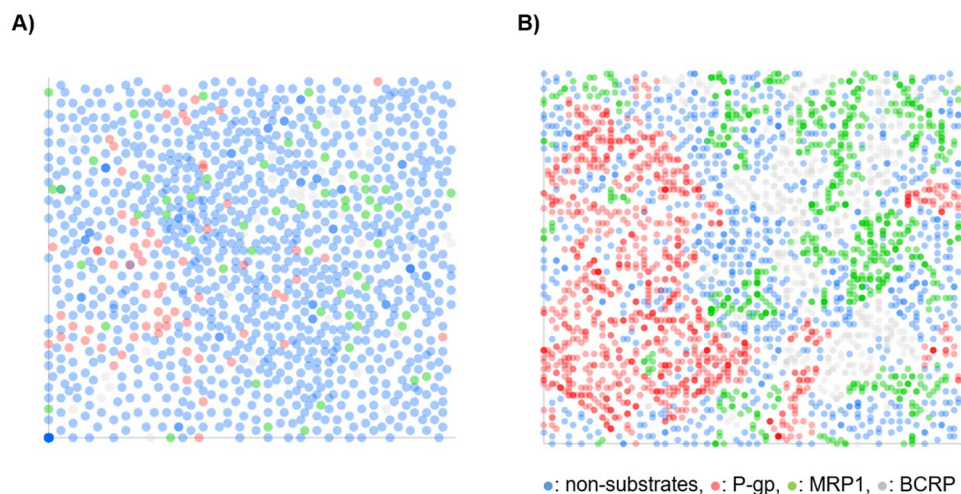 A)
B)
●: non-substrates, ●: P-gp, ●: MRP1, ●: BCRP